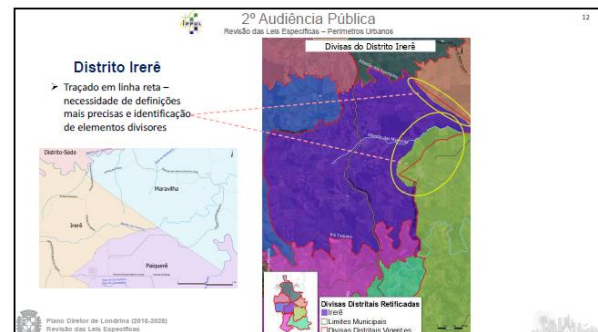 IPPUL
2º Audiência Pública
Revisão das Leis Específicas – Perímetros Urbanos
12
Distrito Irerê
Traçado em linha reta –
necessidade de definições
mais precisas e identificação
de elementos divisores
Divisas do Distrito Irerê
Distrito Sede
Maravilha
Irerê
Paiquerê
Divisas Distritais Retificadas
Irerê
Limites Municipais
Divisas Distritais Vigentes
Plano Diretor de Londrina (2018-2028)
Revisão das Leis Específicas